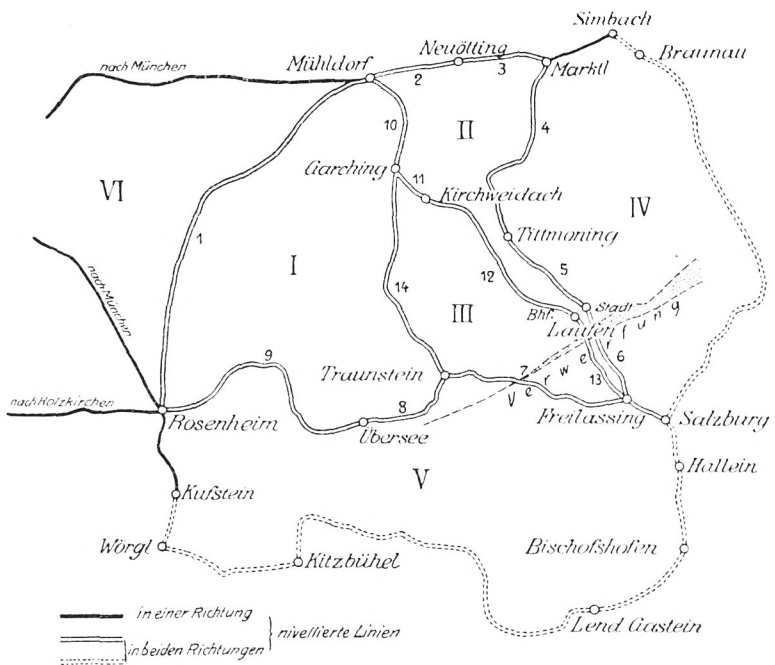 Simbach
Braunau
nach München
Mühldorf
Neuötting
Marktl
2
3
10
II
4
Garching
11
Kirchweidach
VI
IV
1
Tittmoning
nach München
I
5
14
12
III
Stadt
Bhf.
Laufen
Verwerfung
9
7
6
Traunstein
13
nach Holzkirchen
Rosenheim
8
Übersee
Freilassing
Salzburg
V
Hallein
Kufstein
Wörgl
Kitzbühel
Bischofshofen
Lend Gastein
in einer Richtung
in beiden Richtungen
nivellierte Linien